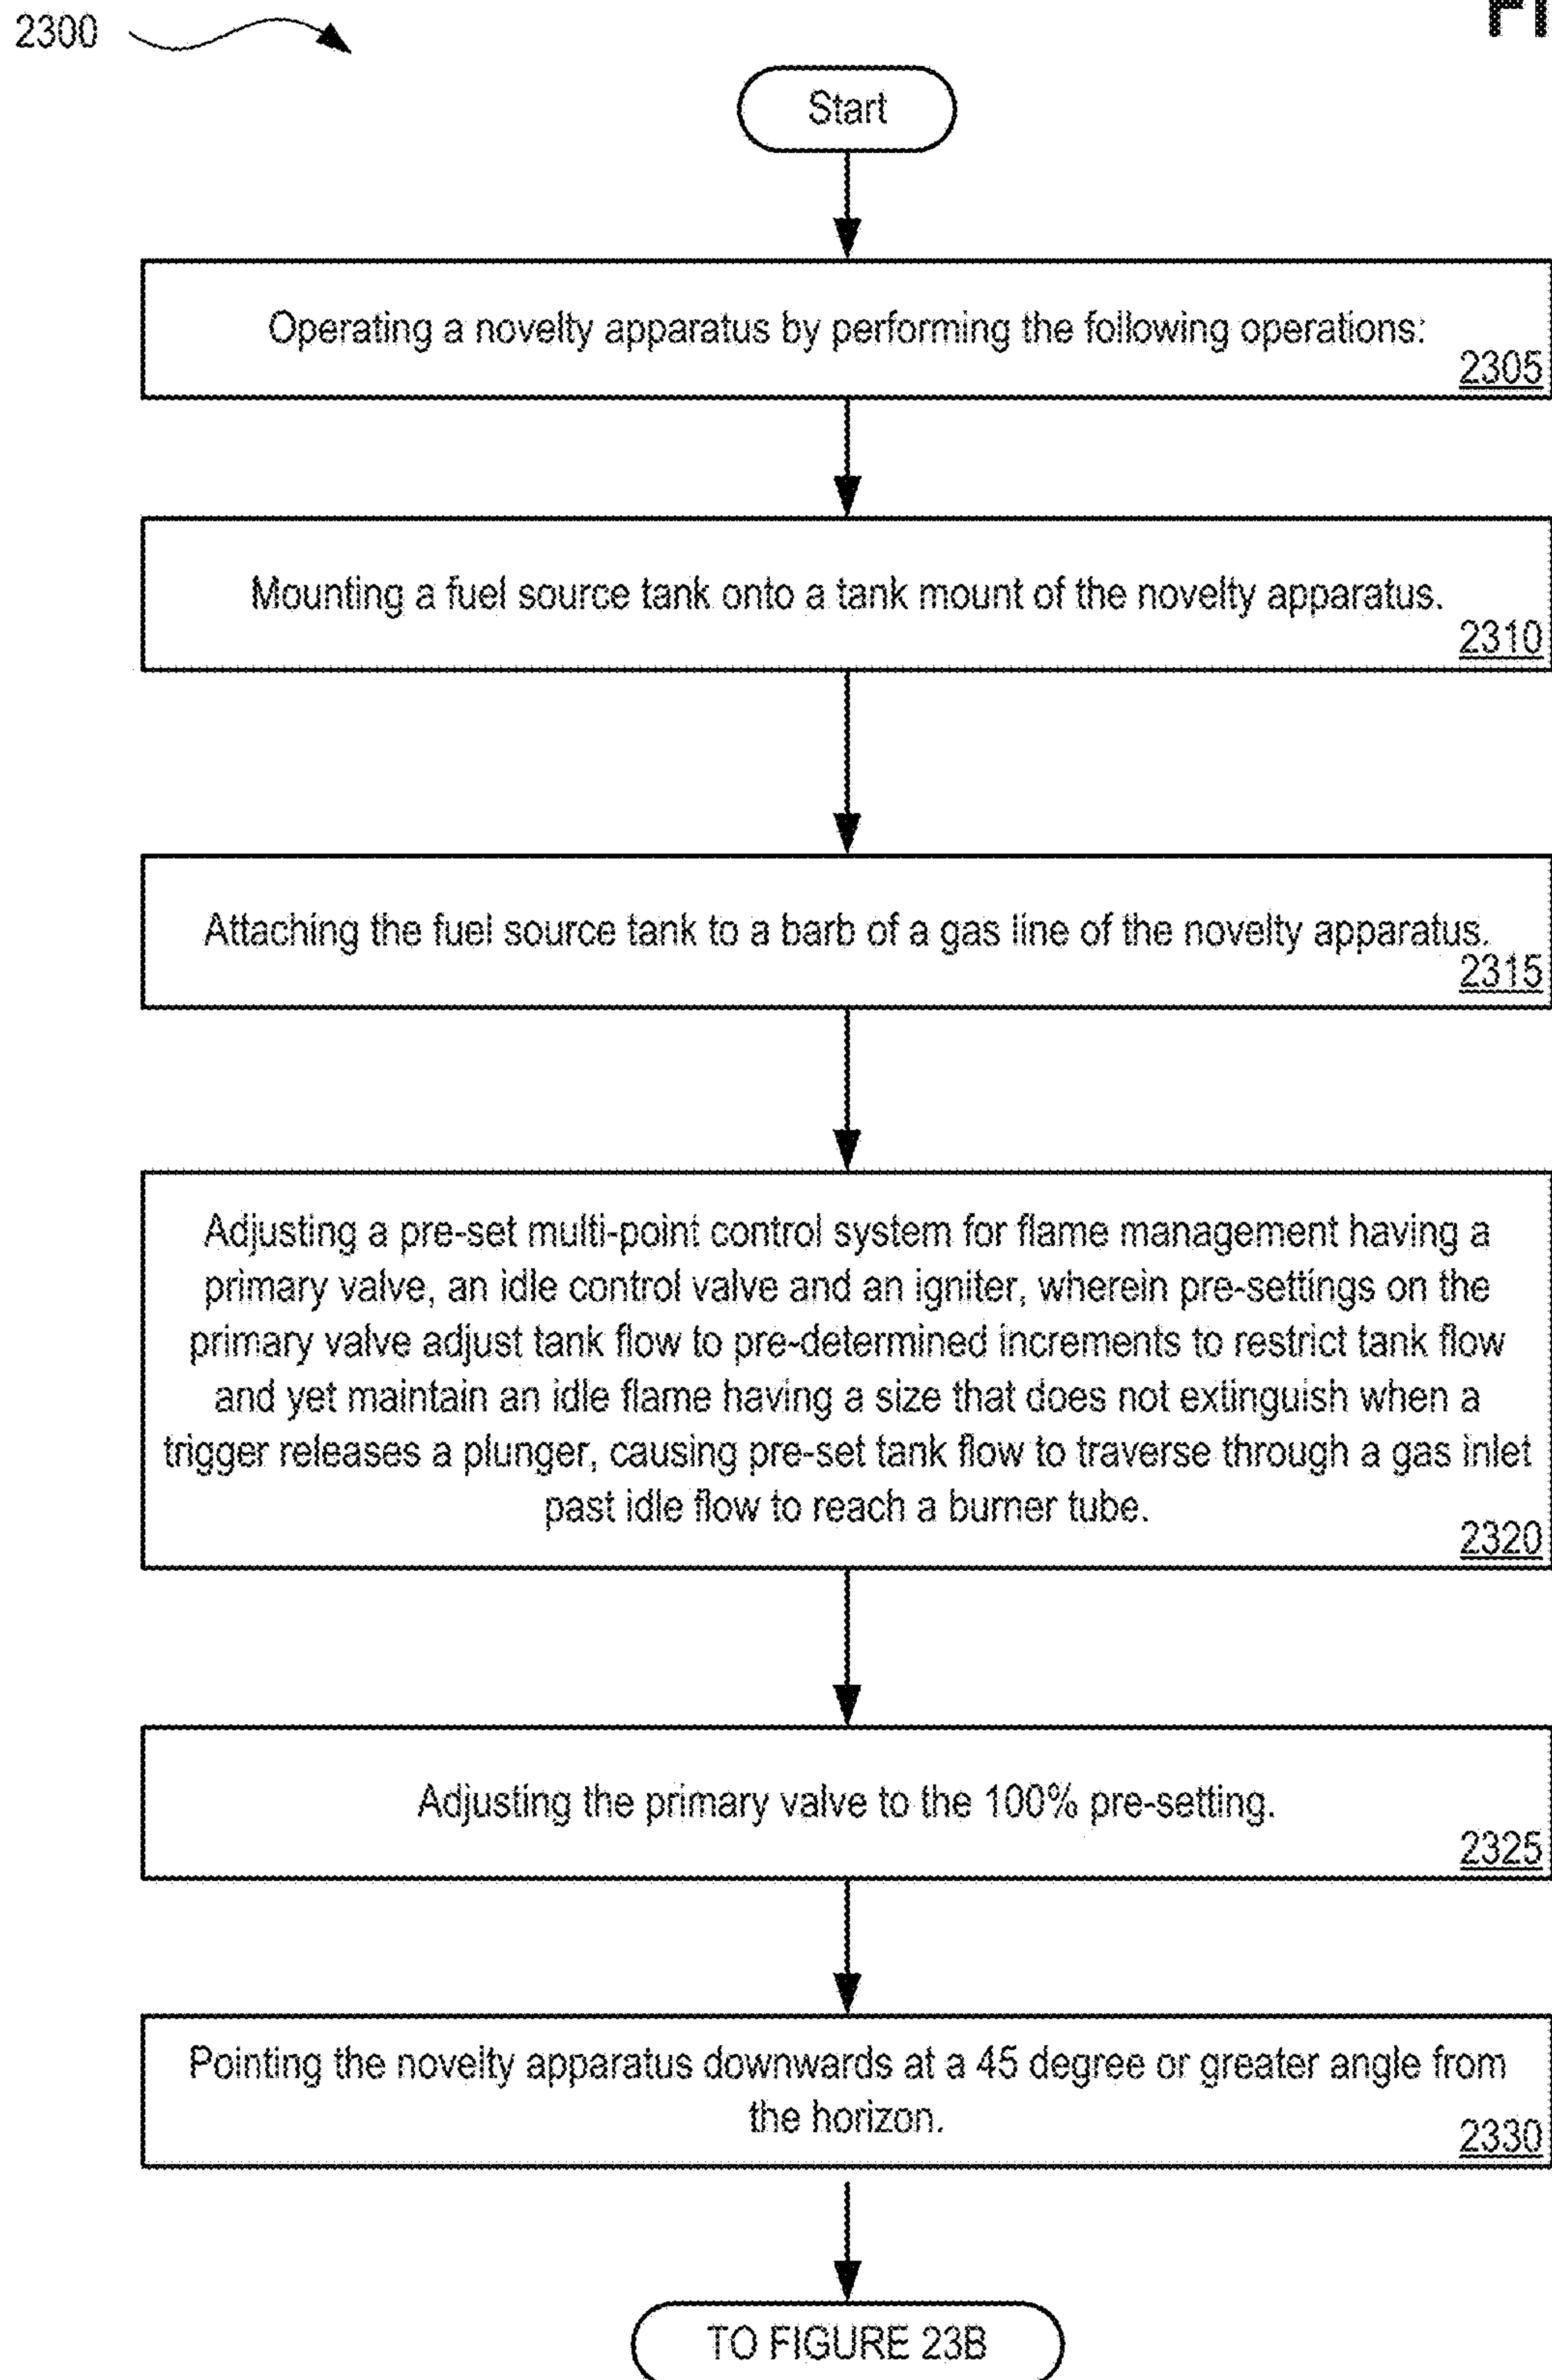 2300
Start
Operating a novelty apparatus by performing the following operations:
2305
Mounting a fuel source tank onto a tank mount of the novelty apparatus.
2310
Attaching the fuel source tank to a barb of a gas line of the novelty apparatus.
2315
Adjusting a pre-set multi-point control system for flame management having a
primary valve, an idle control valve and an igniter, wherein pre-settings on the
primary valve adjust tank flow to pre-determined increments to restrict tank flow
and yet maintain an idle flame having a size that does not extinguish when a
trigger releases a plunger, causing pre-set tank flow to traverse through a gas inlet
past idle flow to reach a burner tube.
2320
Adjusting the primary valve to the 100% pre-setting.
2325
Pointing the novelty apparatus downwards at a 45 degree or greater angle from
the horizon.
2330
TO FIGURE 23B